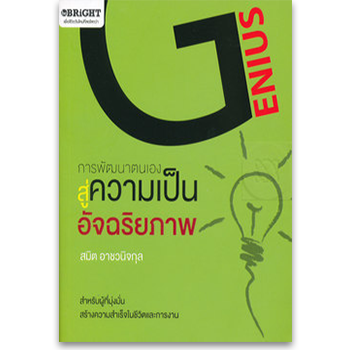 BRIGHT
GENIUS
การพัฒนาตนเอง
สู่ความเป็น
อัจฉริยภาพ
สมิต อาชวนิจกุล
สำหรับผู้ที่มุ่งมั่น
สร้างความสำเร็จในชีวิตและการงาน